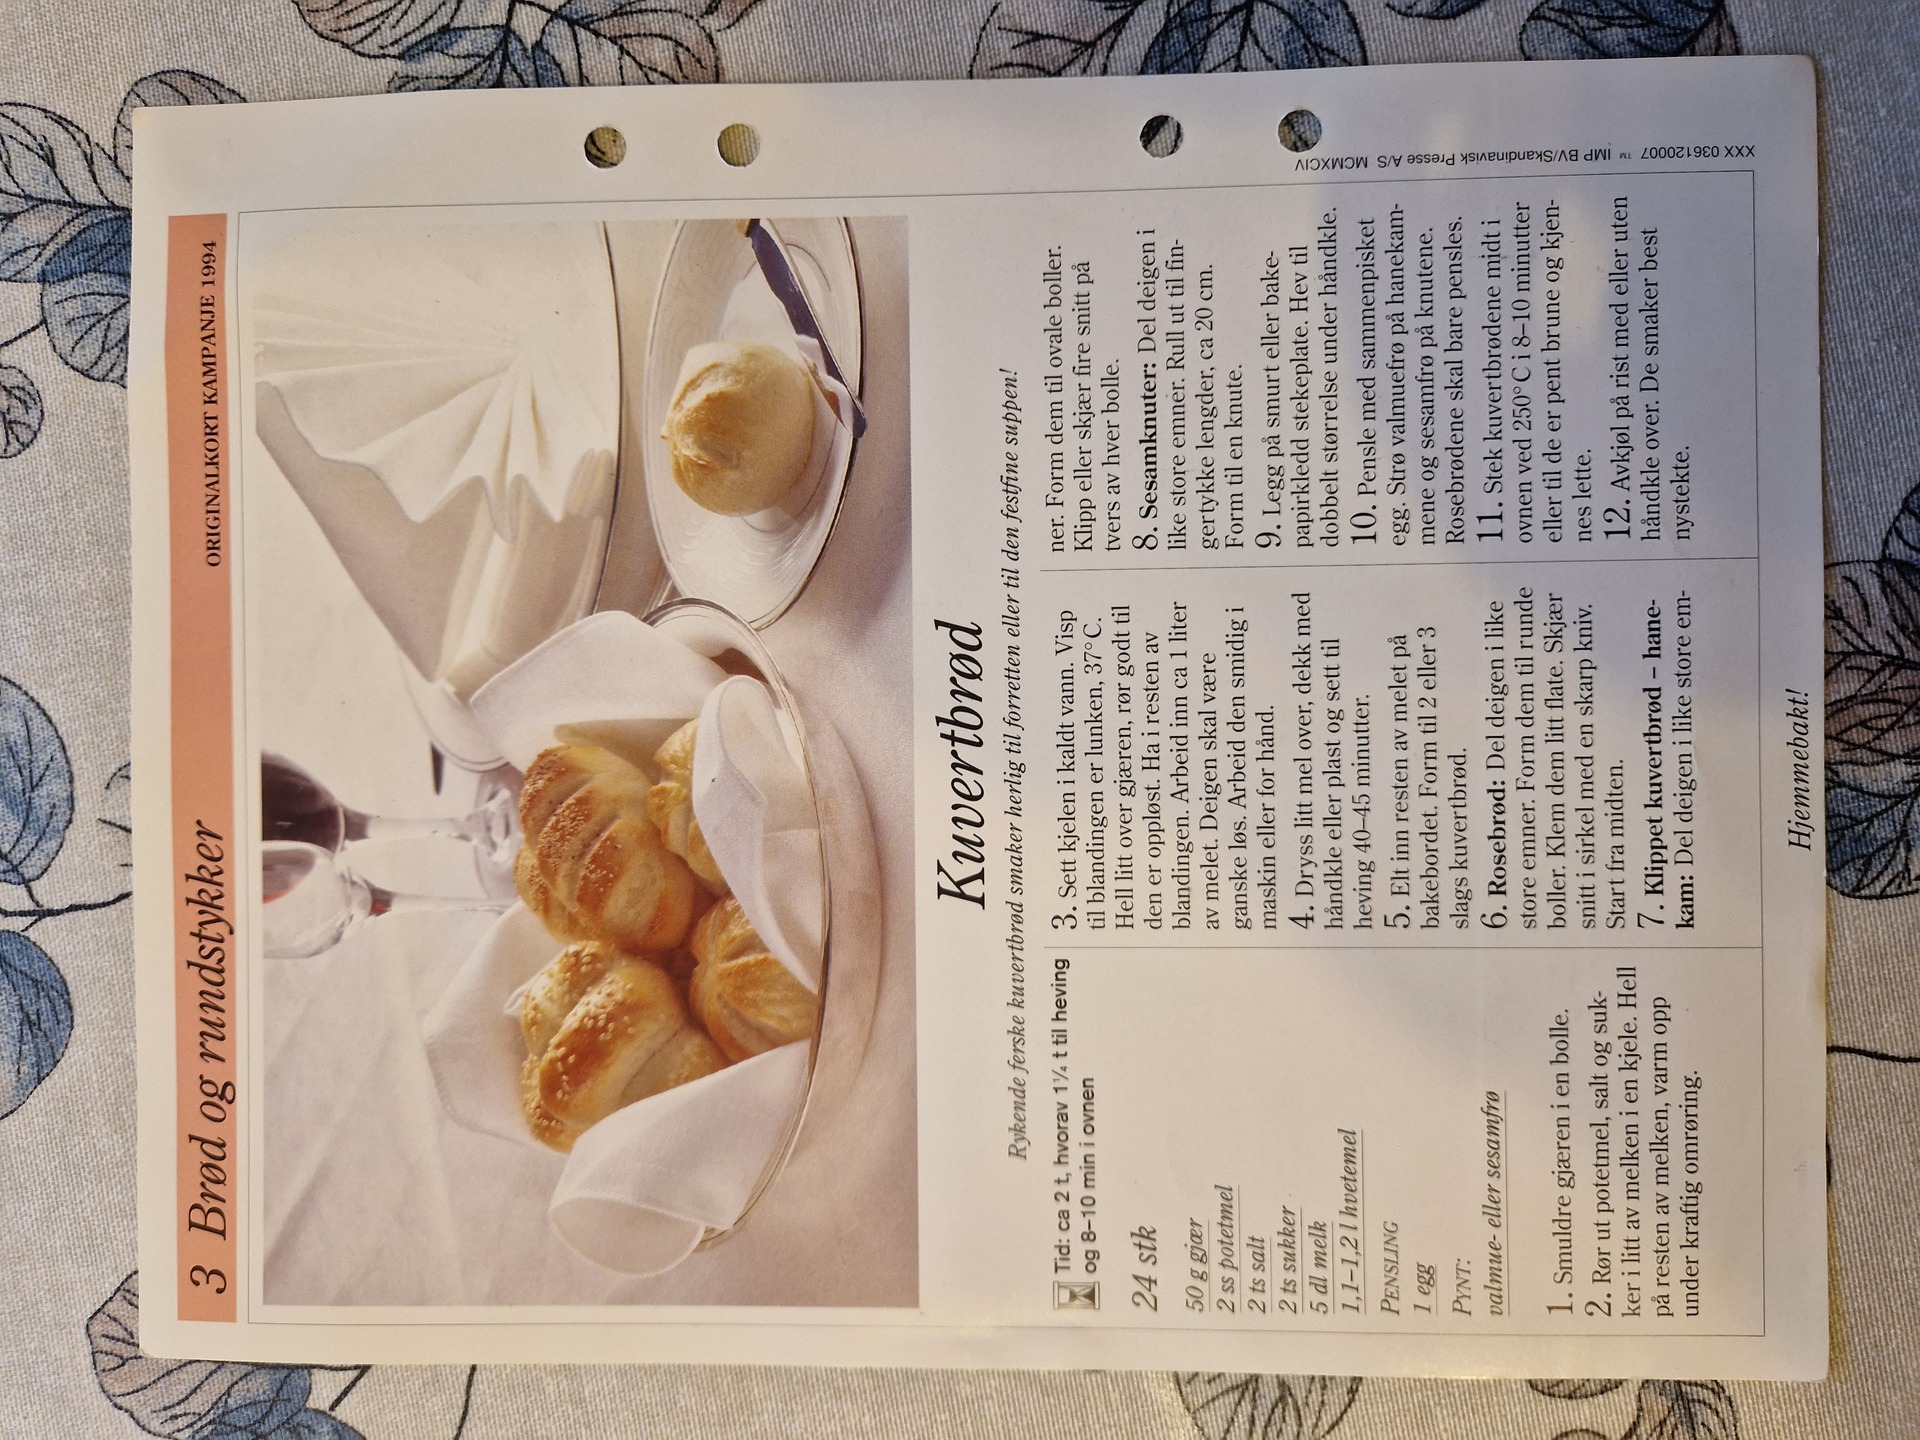 3 Brød og rundstykker
ORIGINALKORT KAMPANJE 1994
Kuvertbrød
Rykende ferske kuvertbrød smaker herlig til forretten eller til den festfine suppen!
Tid: ca 2 t, hvorav 1¼ t til heving
og 8–10 min i ovnen
24 stk
50 g gjær
2 ss potetmel
2 ts salt
2 ts sukker
5 dl melk
1,1–1,2 l hvetemel
PENSLING
1 egg
PYNT:
valmue- eller sesamfrø
1. Smuldre gjæren i en bolle.
2. Rør ut potetmel, salt og suk-
ker i litt av melken i en kjele. Hell
på resten av melken, varm opp
under kraftig omrøring.
3. Sett kjelen i kaldt vann. Visp
til blandingen er lunken, 37°C.
Hell litt over gjæren, rør godt til
den er oppløst. Ha i resten av
blandingen. Arbeid inn ca 1 liter
av melet. Deigen skal være
ganske løs. Arbeid den smidig i
maskin eller for hånd.
4. Dryss litt mel over, dekk med
håndkle eller plast og sett til
heving 40–45 minutter.
5. Elt inn resten av melet på
bakebordet. Form til 2 eller 3
slags kuvertbrød.
6. Rosebrød: Del deigen i like
store emner. Form dem til runde
boller. Klem dem litt flate. Skjær
snitt i sirkel med en skarp kniv.
Start fra midten.
7. Klippet kuvertbrød – hane-
kam: Del deigen i like store em-
ner. Form dem til ovale boller.
Klipp eller skjær fire snitt på
tvers av hver bolle.
8. Sesamknuter: Del deigen i
like store emner. Rull ut til fin-
gertykke lengder, ca 20 cm.
Form til en knute.
9. Legg på smurt eller bake-
papirkledd stekeplate. Hev til
dobbelt størrelse under håndkle.
10. Pensle med sammenpisket
egg. Strø valmuefrø på hanekam-
mene og sesamfrø på knutene.
Rosebrødene skal bare pensles.
11. Stek kuvertbrødene midt i
ovnen ved 250°C i 8–10 minutter
eller til de er pent brune og kjen-
nes lette.
12. Avkjøl på rist med eller uten
håndkle over. De smaker best
nystekte.
XXX 036120007 ™ IMP BV/Skandinavisk Presse A/S MCMXCIV
Hjemmebakt!